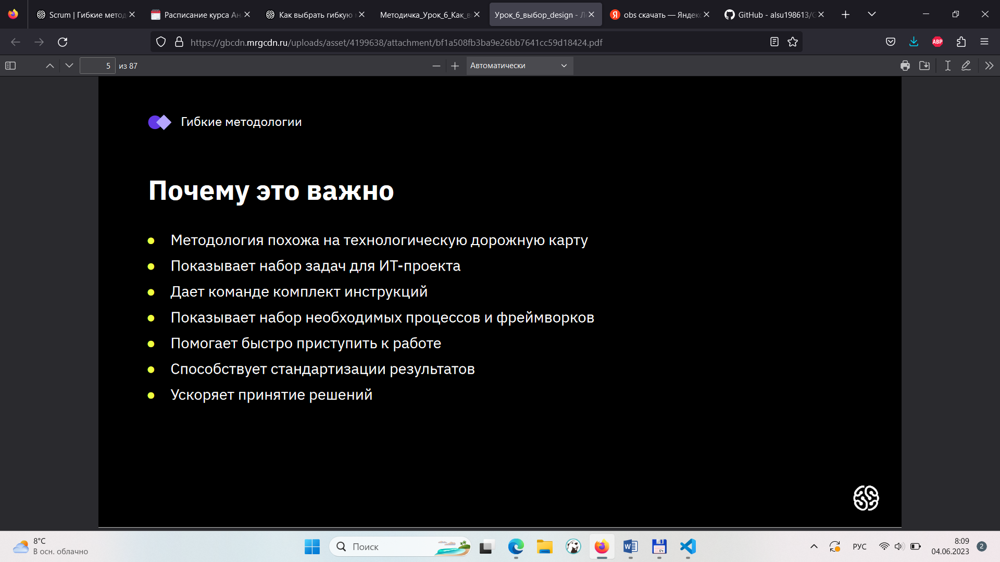 Scrum | Гибкие метод
Расписание курса Ан
Как выбрать гибкую
Методичка_Урок_6_Как_в
Урок_6_выбор_design -
obs скачать — Яндекс
GitHub - alsu198613/G
https://gbcdn.mrgcdn.ru/uploads/asset/4199638/attachment/bf1a508fb3ba9e26bb7641cc59d18424.pdf
ABP
5 из 87
Автоматически
Гибкие методологии
Почему это важно
Методология похожа на технологическую дорожную карту
Показывает набор задач для ИТ-проекта
Дает команде комплект инструкций
Показывает набор необходимых процессов и фреймворков
Помогает быстро приступить к работе
Способствует стандартизации результатов
Ускоряет принятие решений
8°C
В осн. облачно
Поиск
64
РУС
8:09
04.06.2023
2